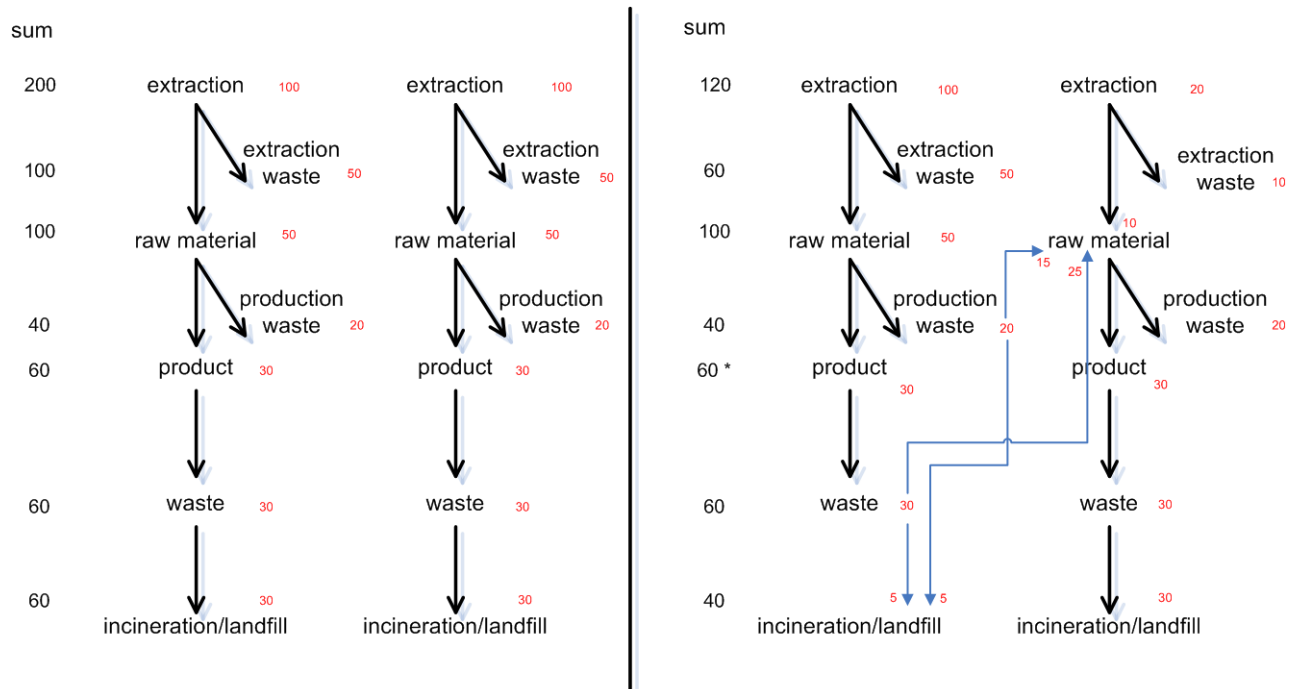 sum
200
extraction
100
extraction
100
100
extraction
waste
50
extraction
waste
50
100
raw material
50
raw material
50
40
production
waste
20
production
waste
20
60
product
30
product
30
60
waste
30
waste
30
60
30
30
incineration/landfill
incineration/landfill
sum
120
extraction
100
extraction
20
60
extraction
waste
50
extraction
waste
10
100
raw material
50
10
raw material
15
25
40
production
waste
20
production
waste
20
60 *
product
30
product
30
60
waste
30
waste
30
40
5
5
30
incineration/landfill
incineration/landfill